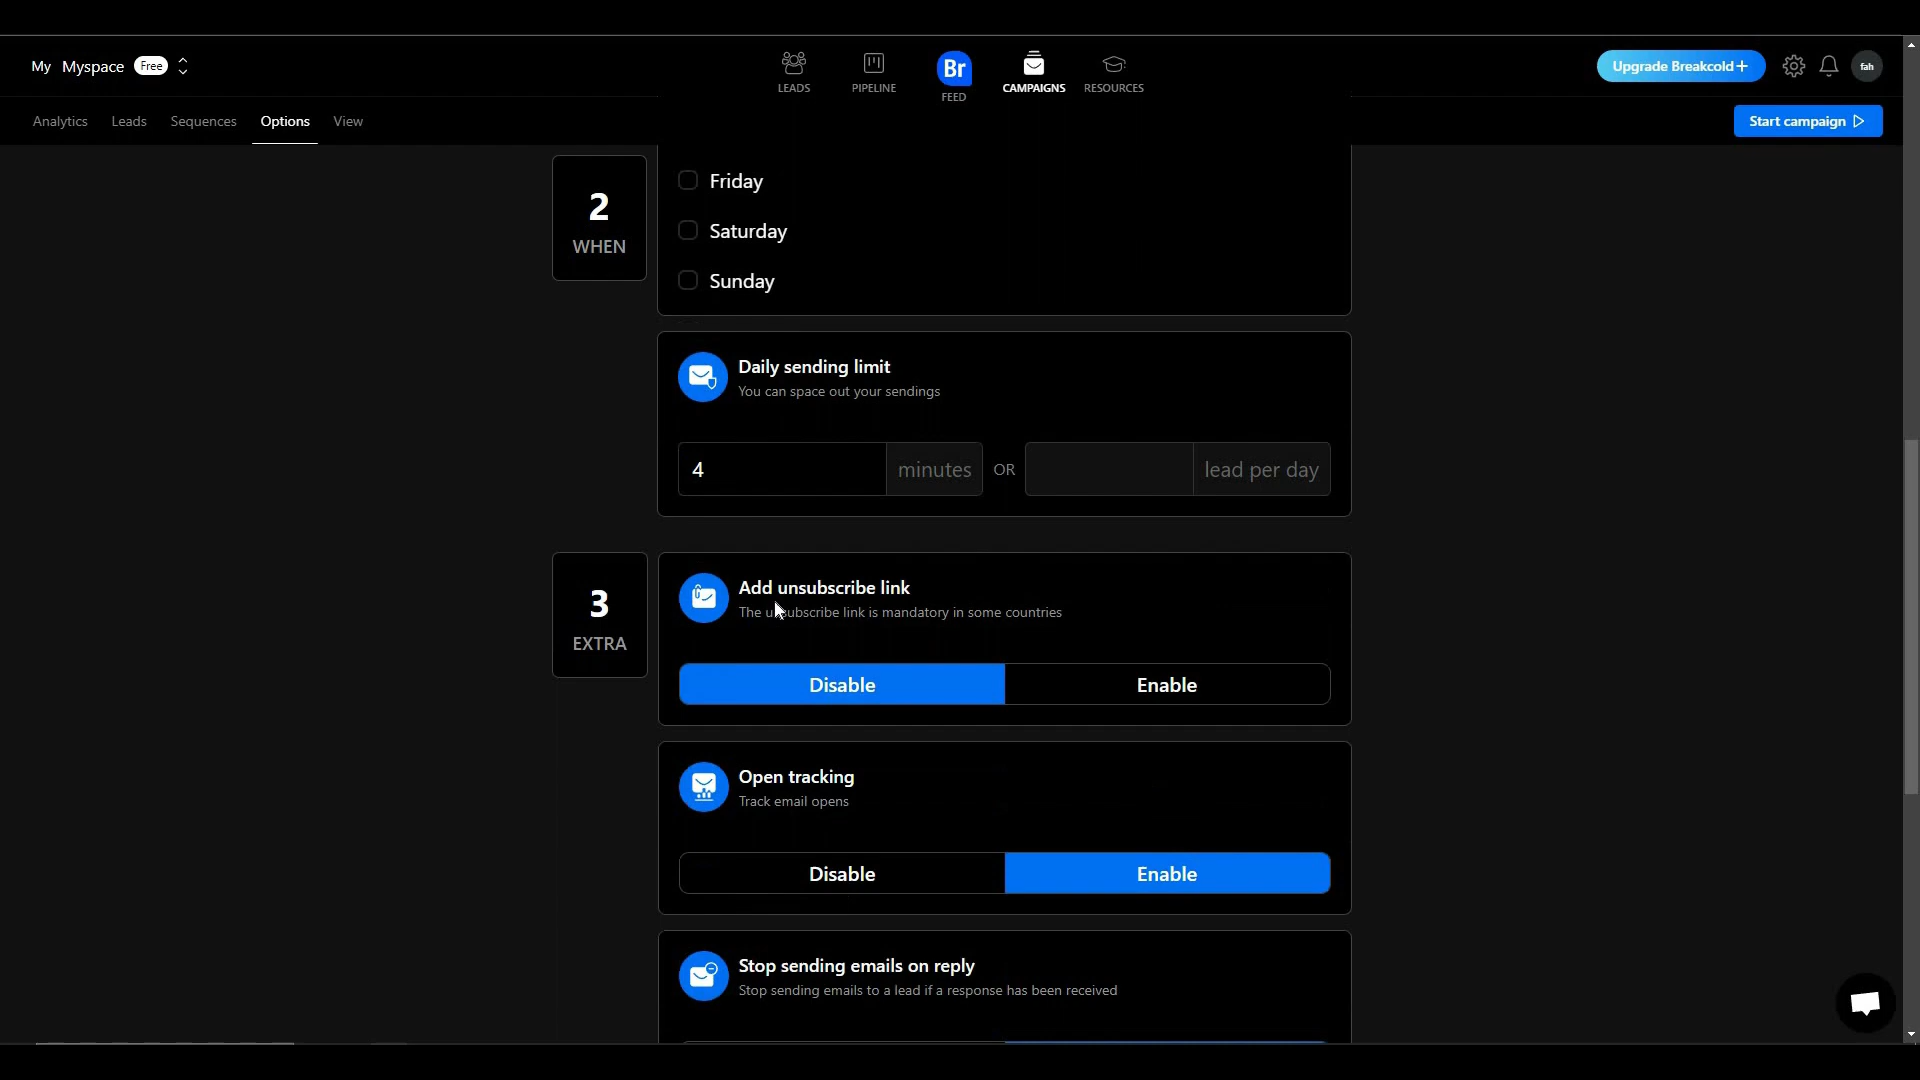 My Myspace Free
LEADS
PIPELINE
Br
FEED
CAMPAIGNS
RESOURCES
Upgrade Breakcold+
fah
Analytics
Leads
Sequences
Options
View
Start campaign
2
WHEN
Friday
Saturday
Sunday
Daily sending limit
You can space out your sendings
4 minutes OR lead per day
3
EXTRA
Add unsubscribe link
The unsubscribe link is mandatory in some countries
Disable Enable
Open tracking
Track email opens
Disable Enable
Stop sending emails on reply
Stop sending emails to a lead if a response has been received